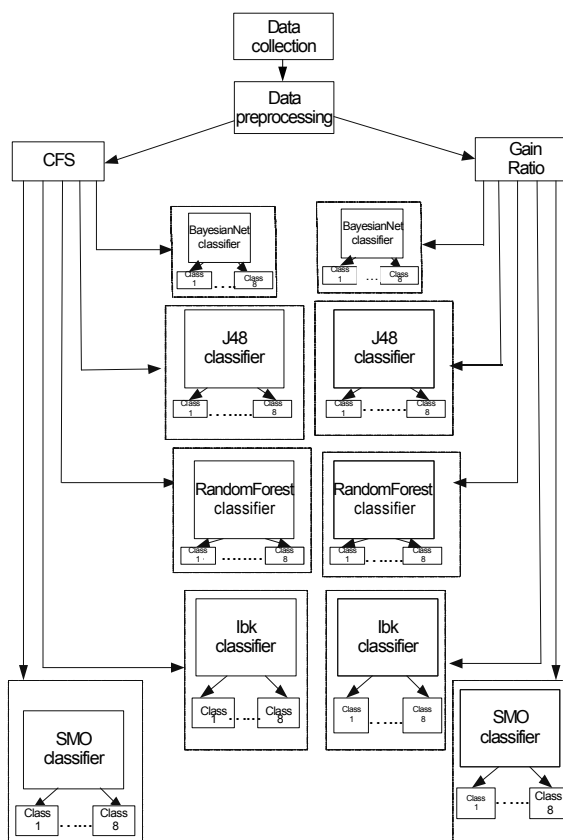 Data
collection
Data
preprocessing
CFS
Gain
Ratio
BayesianNet
classifier
Class
1
......
Class
8
BayesianNet
classifier
Class
1
...
Class
8
J48
classifier
Class
1
.........
Class
8
J48
classifier
Class
1
.........
Class
8
RandomForest
classifier
Class
1
.........
Class
8
RandomForest
classifier
Class
1
.........
Class
8
Ibk
classifier
Class
1
......
Class
8
Ibk
classifier
Class
1
.......
Class
8
SMO
classifier
Class
1
......
Class
8
SMO
classifier
Class
1
......
Class
8